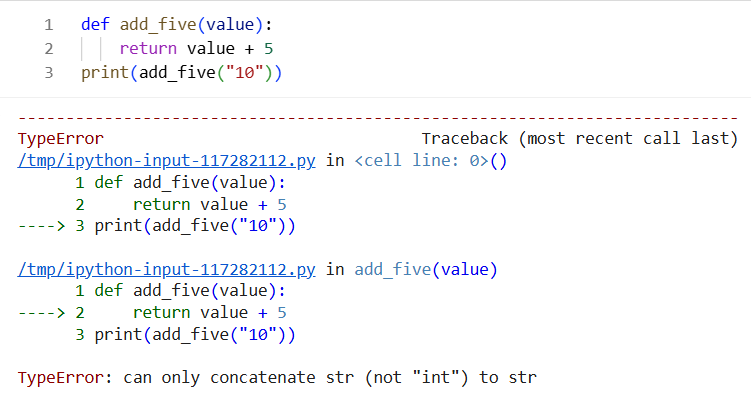 1 def add_five(value):
2     return value + 5
3 print(add_five("10"))
---------------------------------------------------------------------------
TypeError                                 Traceback (most recent call last)
/tmp/ipython-input-117282112.py in <cell line: 0>()
      1 def add_five(value):
      2     return value + 5
----> 3 print(add_five("10"))

/tmp/ipython-input-117282112.py in add_five(value)
      1 def add_five(value):
----> 2     return value + 5
      3 print(add_five("10"))

TypeError: can only concatenate str (not "int") to str